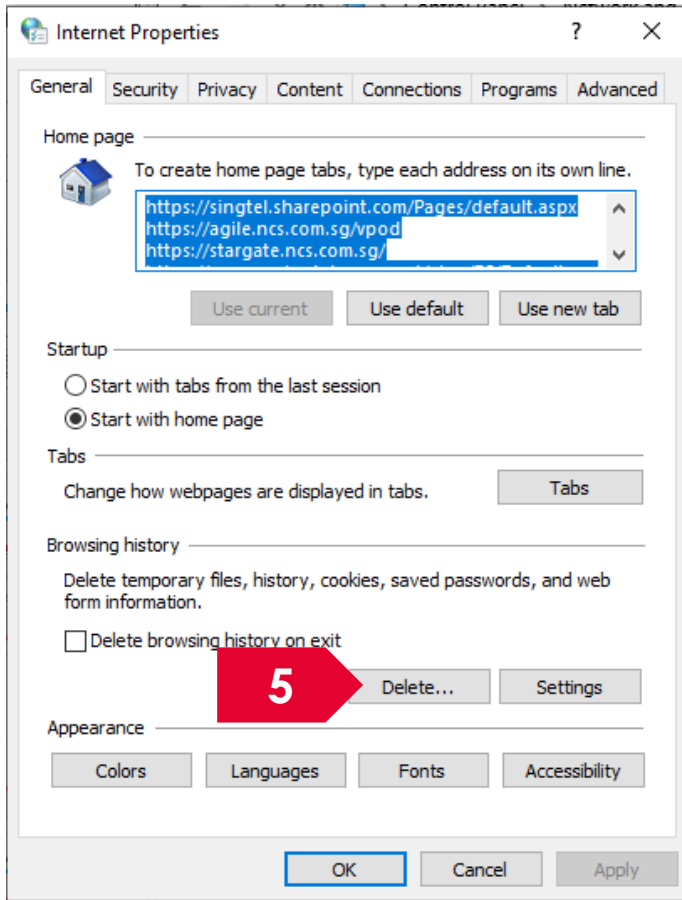 Internet Properties ? ×
General Security Privacy Content Connections Programs Advanced
Home page
To create home page tabs, type each address on its own line.
https://singtel.sharepoint.com/Pages/default.aspx
https://agile.ncs.com.sg/vpod
https://stargate.ncs.com.sg/
Use current Use default Use new tab
Startup
Start with tabs from the last session
Start with home page
Tabs
Change how webpages are displayed in tabs. Tabs
Browsing history
Delete temporary files, history, cookies, saved passwords, and web
form information.
Delete browsing history on exit
5 Delete... Settings
Appearance
Colors Languages Fonts Accessibility
OK Cancel Apply